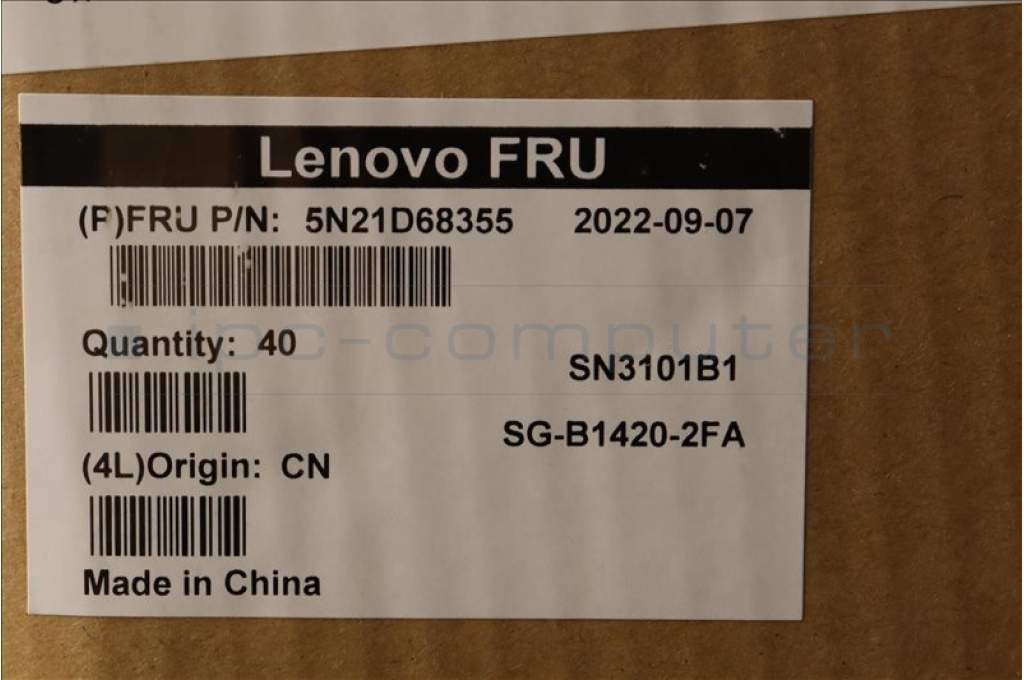 Lenovo FRU
(P)FRU P/N: 5N21D68355 2022-09-07
ipc-computer
Quantity: 40
SN3101B1
SG-B1420-2FA
(4L)Origin: CN
Made in China